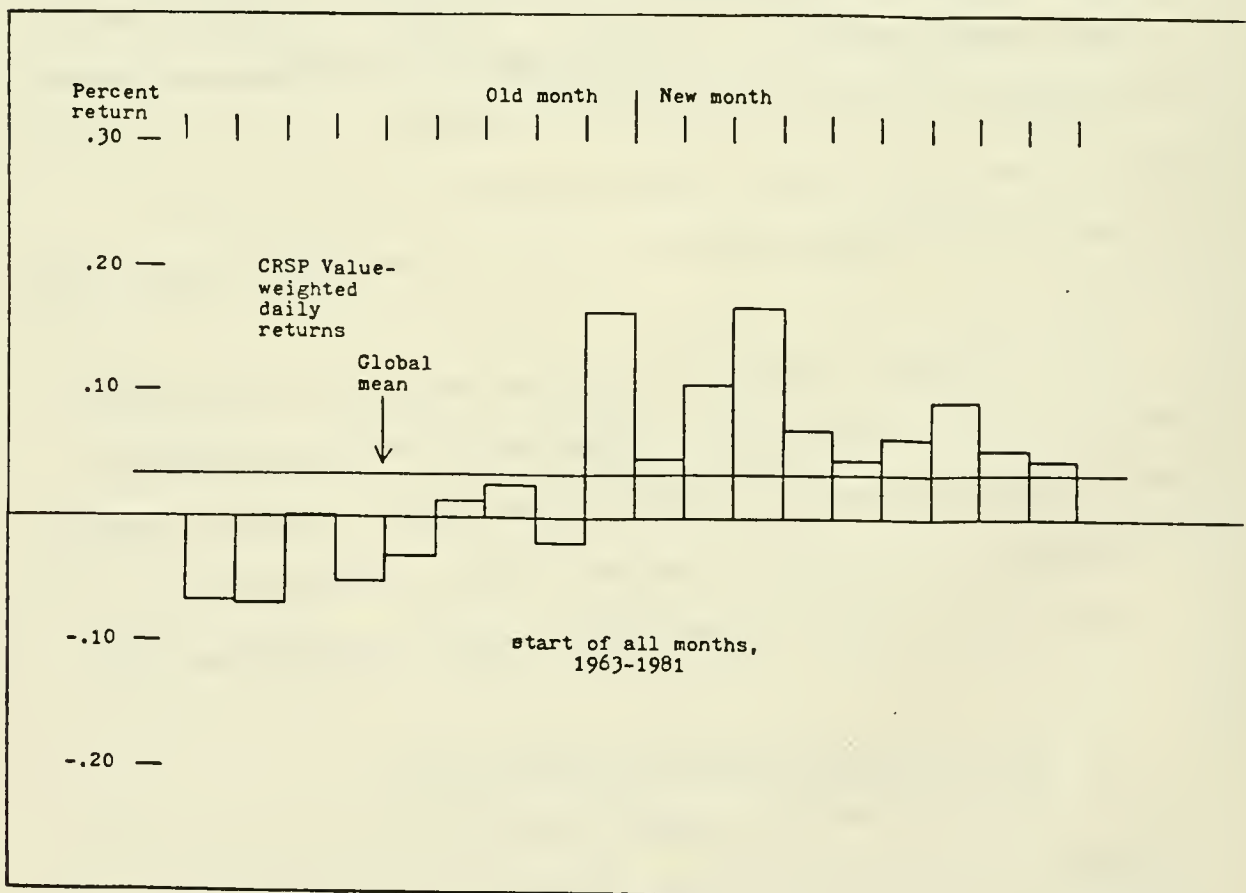 Percent
return
Old month
New month
.30
.20
CRSP Value-
weighted
daily
returns
Global
mean
.10
-.10
start of all months,
1963-1981
-.20